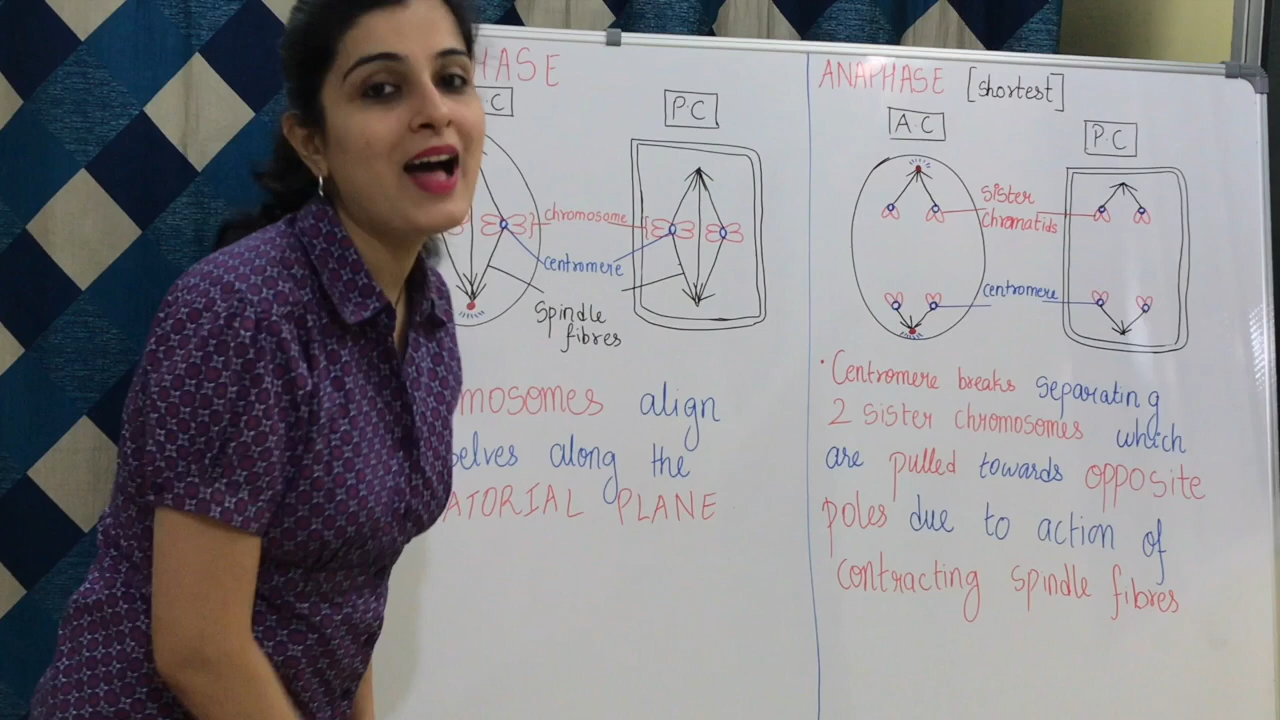 HASE
C
P.C
chromosome
centromere
Spindle
fibres
mosomes align
selves along the
ATORIAL PLANE
ANAPHASE [shortest]
A.C
P.C
sister
chromatids
centromere
· Centromere breaks separating
2 sister chromosomes which
are pulled towards opposite
poles due to action of
contracting spindle fibres